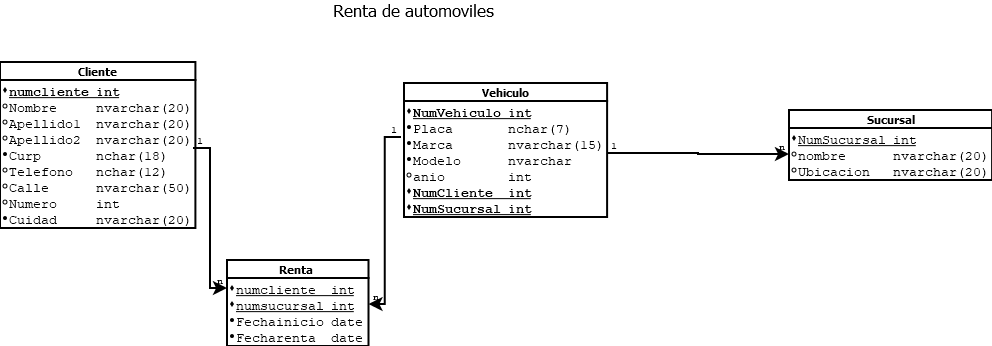 Renta de automoviles
Cliente
numcliente int
Nombre nvarchar(20)
Apellido1 nvarchar(20)
Apellido2 nvarchar(20)
Curp nchar(18)
Telefono nchar(12)
Calle nvarchar(50)
Numero int
Cuidad nvarchar(20)
1
n
Vehiculo
NumVehiculo int
Placa nchar(7)
Marca nvarchar(15)
Modelo nvarchar
anio int
NumCliente int
NumSucursal int
1
n
1
n
Sucursal
NumSucursal int
nombre nvarchar(20)
Ubicacion nvarchar(20)
Renta
numcliente int
numsucursal int
Fechainicio date
Fecharenta date